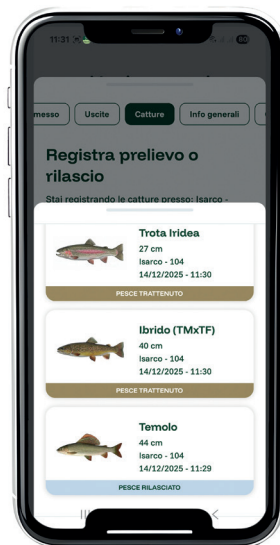 11:31
messo Uscite Catture Info generali
Registra prelievo o
rilascio
Stai registrando le catture presso: Isarco -
Trota Iridea
27 cm
Isarco - 104
14/12/2025 - 11:30
PESCE TRATTENUTO
Ibrido (TMxTF)
40 cm
Isarco - 104
14/12/2025 - 11:30
PESCE TRATTENUTO
Temolo
44 cm
Isarco - 104
14/12/2025 - 11:29
PESCE RILASCIATO